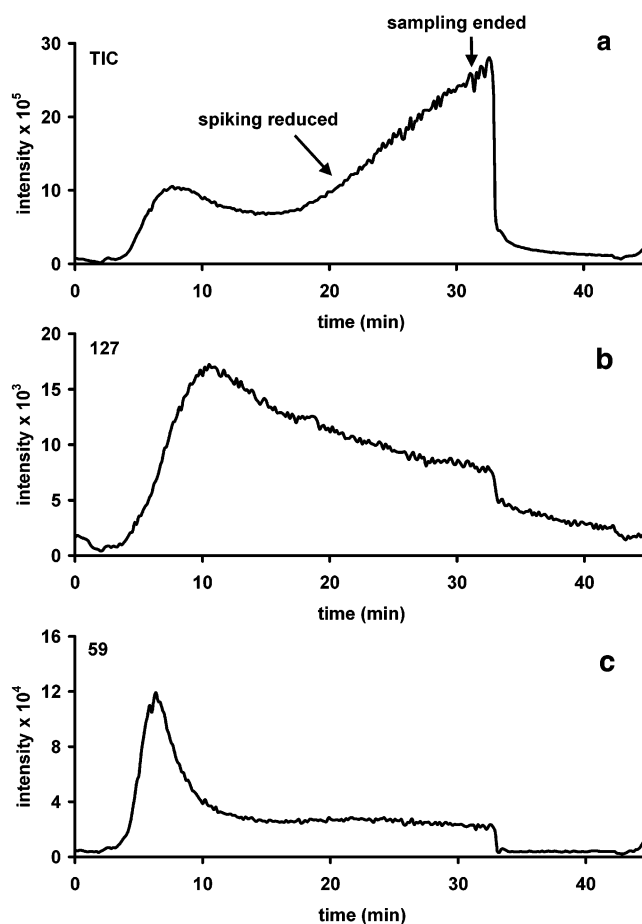 sampling ended
a
TIC
spiking reduced
30
20
10
0
intensity x 10⁵
0 10 20 30 40
time (min)
127
b
20
15
10
5
0
intensity x 10³
0 10 20 30 40
time (min)
59
c
16
12
8
4
0
intensity x 10⁴
0 10 20 30 40
time (min)